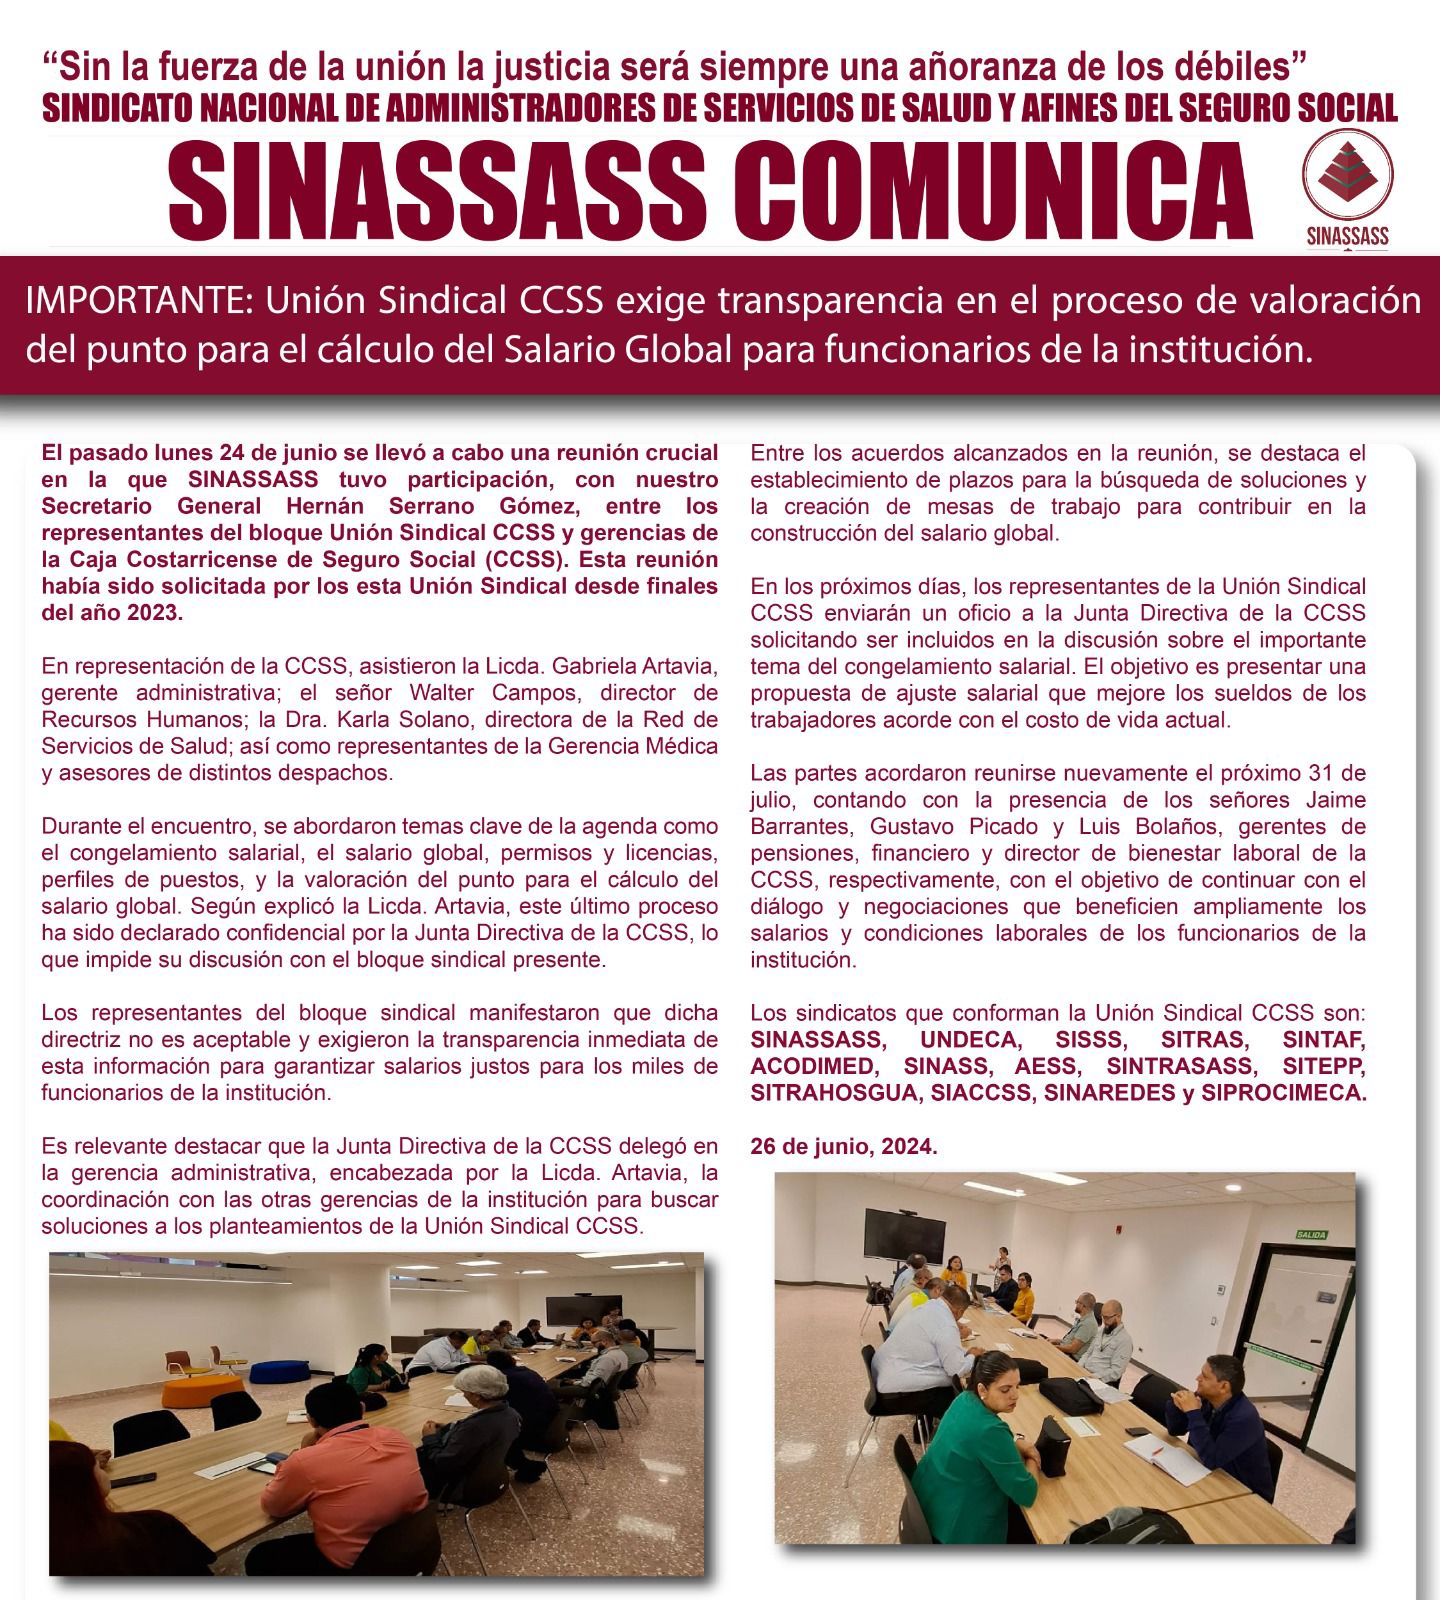 “Sin la fuerza de la unión la justicia será siempre una añoranza de los débiles”
SINDICATO NACIONAL DE ADMINISTRADORES DE SERVICIOS DE SALUD Y AFINES DEL SEGURO SOCIAL
SINASSASS COMUNICA
SINASSASS
IMPORTANTE: Unión Sindical CCSS exige transparencia en el proceso de valoración
del punto para el cálculo del Salario Global para funcionarios de la institución.
El pasado lunes 24 de junio se llevó a cabo una reunión crucial
en la que SINASSASS tuvo participación, con nuestro
Secretario General Hernán Serrano Gómez, entre los
representantes del bloque Unión Sindical CCSS y gerencias de
la Caja Costarricense de Seguro Social (CCSS). Esta reunión
había sido solicitada por los esta Unión Sindical desde finales
del año 2023.
En representación de la CCSS, asistieron la Licda. Gabriela Artavia,
gerente administrativa; el señor Walter Campos, director de
Recursos Humanos; la Dra. Karla Solano, directora de la Red de
Servicios de Salud; así como representantes de la Gerencia Médica
y asesores de distintos despachos.
Durante el encuentro, se abordaron temas clave de la agenda como
el congelamiento salarial, el salario global, permisos y licencias,
perfiles de puestos, y la valoración del punto para el cálculo del
salario global. Según explicó la Licda. Artavia, este último proceso
ha sido declarado confidencial por la Junta Directiva de la CCSS, lo
que impide su discusión con el bloque sindical presente.
Los representantes del bloque sindical manifestaron que dicha
directriz no es aceptable y exigieron la transparencia inmediata de
esta información para garantizar salarios justos para los miles de
funcionarios de la institución.
Es relevante destacar que la Junta Directiva de la CCSS delegó en
la gerencia administrativa, encabezada por la Licda. Artavia, la
coordinación con las otras gerencias de la institución para buscar
soluciones a los planteamientos de la Unión Sindical CCSS.
Entre los acuerdos alcanzados en la reunión, se destaca el
establecimiento de plazos para la búsqueda de soluciones y
la creación de mesas de trabajo para contribuir en la
construcción del salario global.
En los próximos días, los representantes de la Unión Sindical
CCSS enviarán un oficio a la Junta Directiva de la CCSS
solicitando ser incluidos en la discusión sobre el importante
tema del congelamiento salarial. El objetivo es presentar una
propuesta de ajuste salarial que mejore los sueldos de los
trabajadores acorde con el costo de vida actual.
Las partes acordaron reunirse nuevamente el próximo 31 de
julio, contando con la presencia de los señores Jaime
Barrantes, Gustavo Picado y Luis Bolaños, gerentes de
pensiones, financiero y director de bienestar laboral de la
CCSS, respectivamente, con el objetivo de continuar con el
diálogo y negociaciones que beneficien ampliamente los
salarios y condiciones laborales de los funcionarios de la
institución.
Los sindicatos que conforman la Unión Sindical CCSS son:
SINASSASS, UNDECA, SISSS, SITRAS, SINTAF,
ACODIMED, SINASS, AESS, SINTRASASS, SITEPP,
SITRAHOSGUA, SIACCSS, SINAREDES y SIPROCIMECA.
26 de junio, 2024.
SALIDA